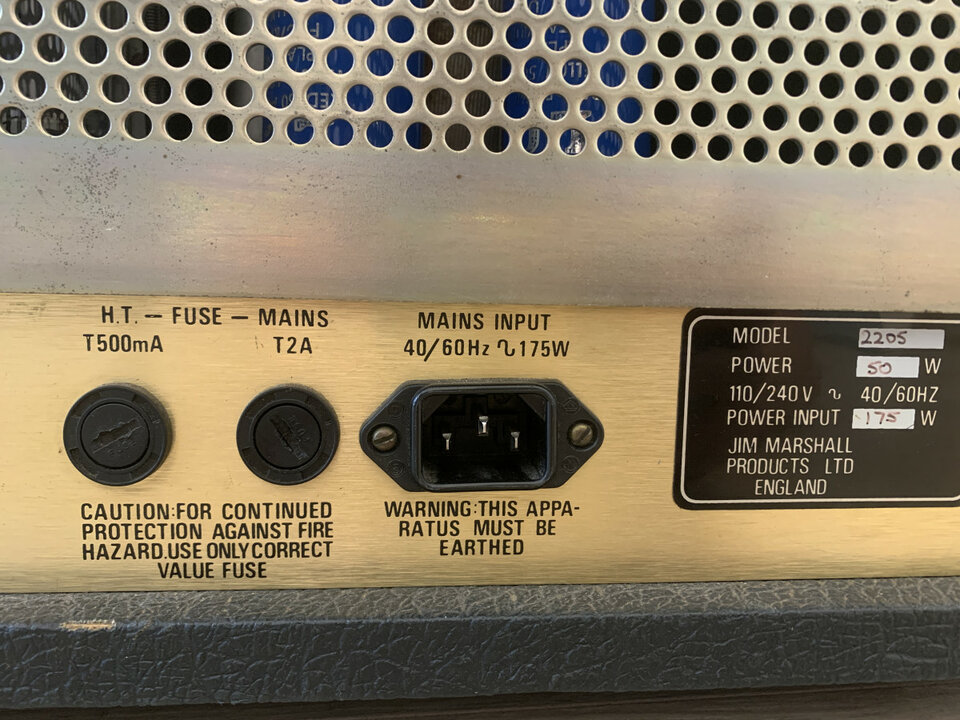 H.T. — FUSE — MAINS
T500mA T2A
CAUTION:FOR CONTINUED
PROTECTION AGAINST FIRE
HAZARD.USE ONLY CORRECT
VALUE FUSE
MAINS INPUT
40/60Hz ∿175W
WARNING:THIS APPA-
RATUS MUST BE
EARTHED
MODEL 2205
POWER 50 W
110/240V ∿ 40/60HZ
POWER INPUT 175 W
JIM MARSHALL
PRODUCTS LTD
ENGLAND